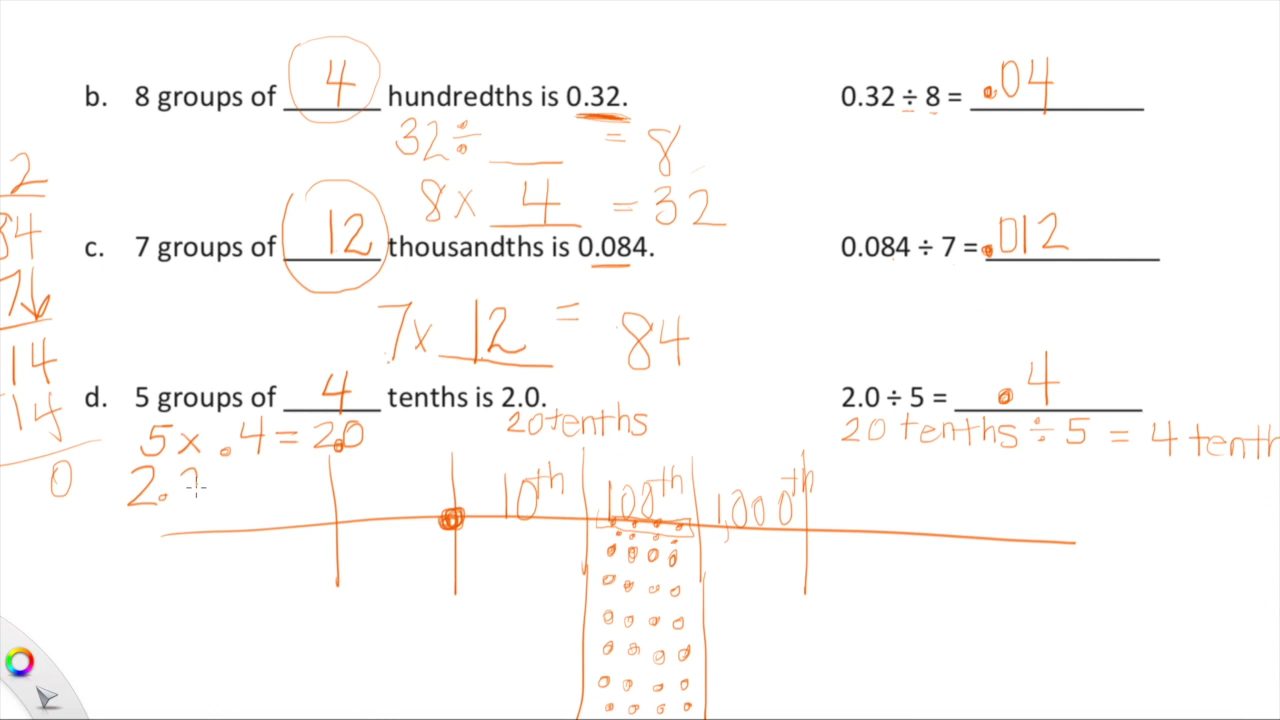 b. 8 groups of 4 hundredths is 0.32. 0.32 ÷ 8 = .04
32 ÷ ___ = 8
8 x 4 = 32
c. 7 groups of 12 thousandths is 0.084. 0.084 ÷ 7 = .012
7 x 12 = 84
d. 5 groups of 4 tenths is 2.0. 2.0 ÷ 5 = .4
5 x .4 = 2.0 20 tenths 20 tenths ÷ 5 = 4 tenth
2.
10th 100th 1,000th
2
84
7
14
14
0